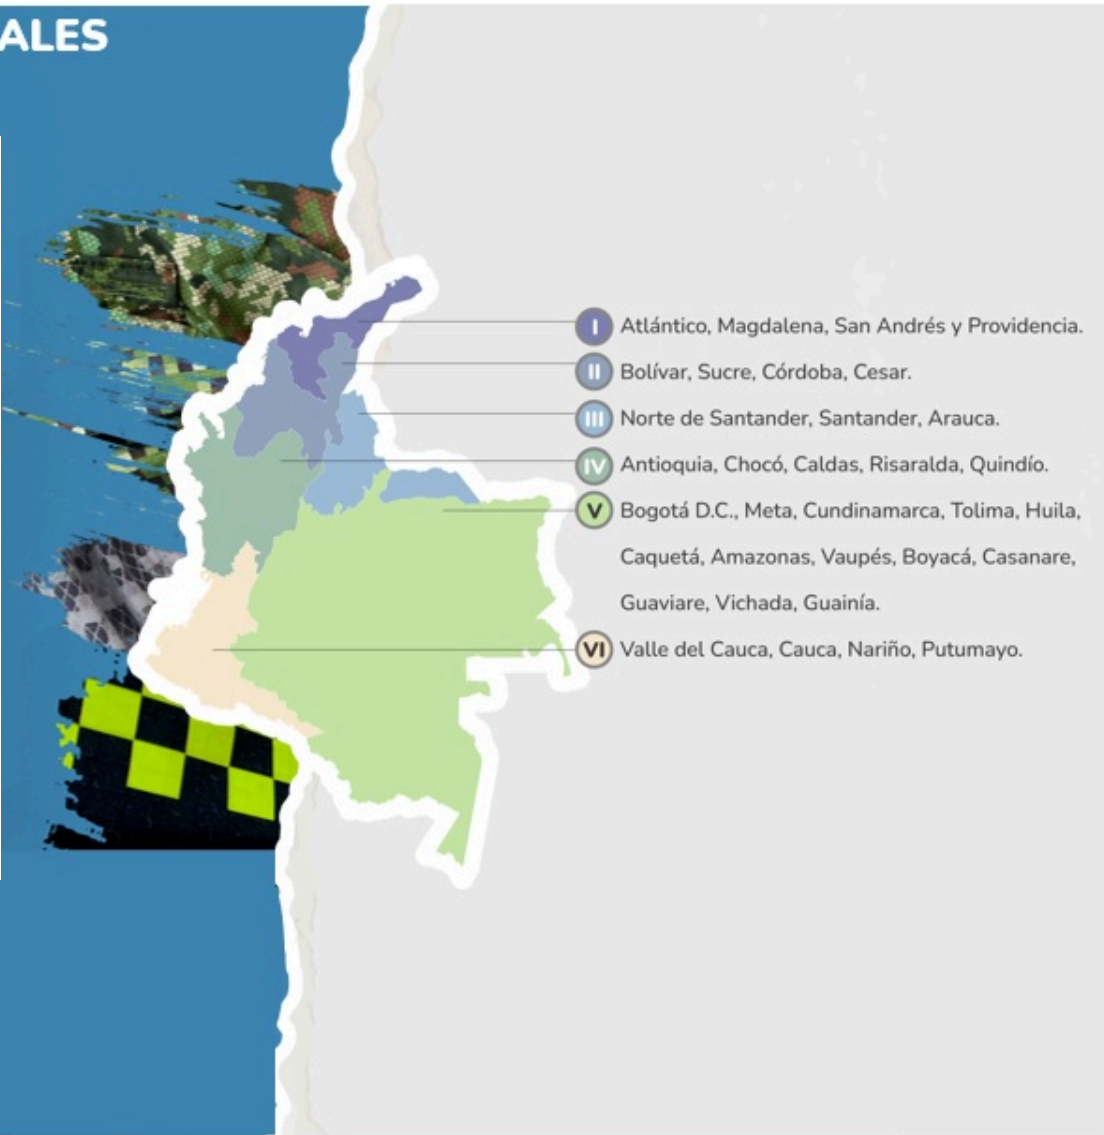 ALES
I Atlántico, Magdalena, San Andrés y Providencia.
II Bolívar, Sucre, Córdoba, Cesar.
III Norte de Santander, Santander, Arauca.
IV Antioquia, Chocó, Caldas, Risaralda, Quindío.
V Bogotá D.C., Meta, Cundinamarca, Tolima, Huila,
Caquetá, Amazonas, Vaupés, Boyacá, Casanare,
Guaviare, Vichada, Guainía.
VI Valle del Cauca, Cauca, Nariño, Putumayo.